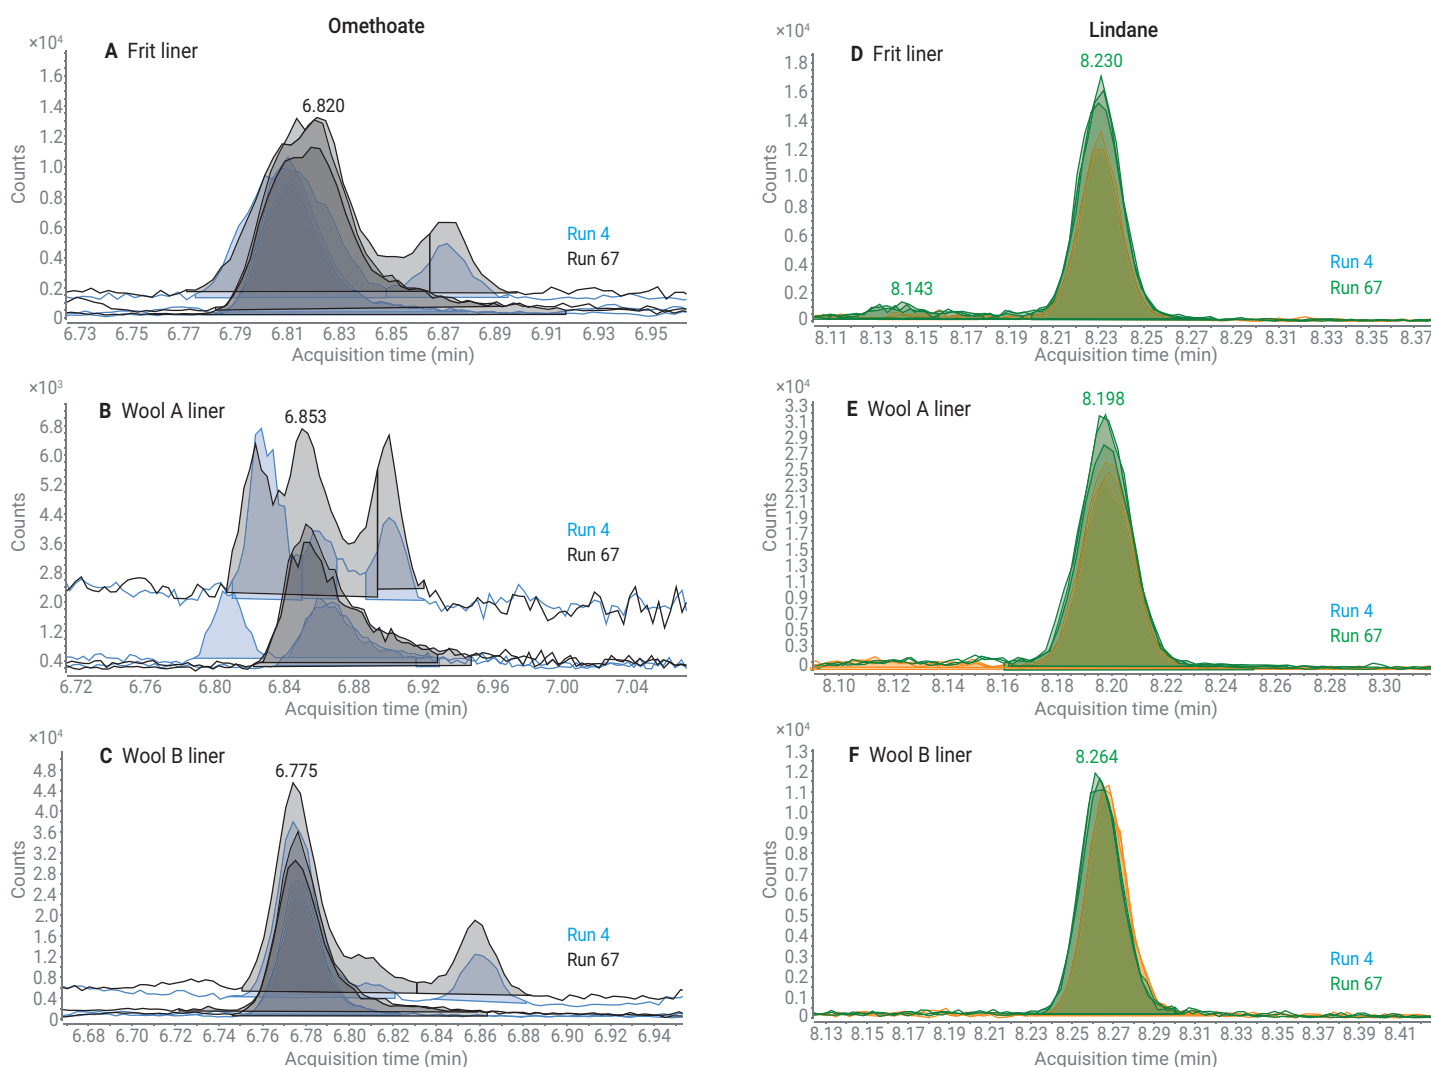 Omethoate
×10⁴
A Frit liner
6.820
1.6
1.4
1.2
1.0
0.8
0.6
0.4
0.2
0
Counts
Run 4
Run 67
6.73 6.75 6.77 6.79 6.81 6.83 6.85 6.87 6.89 6.91 6.93 6.95
Acquisition time (min)
×10³
B Wool A liner
6.853
6.8
6.0
5.2
4.4
3.6
2.8
2.0
1.2
0.4
Counts
Run 4
Run 67
6.72 6.76 6.80 6.84 6.88 6.92 6.96 7.00 7.04
Acquisition time (min)
×10⁴
C Wool B liner
6.775
4.8
4.4
4.0
3.6
3.2
2.8
2.4
2.0
1.6
1.2
0.8
0.4
0
Counts
Run 4
Run 67
6.68 6.70 6.72 6.74 6.76 6.78 6.80 6.82 6.84 6.86 6.88 6.90 6.92 6.94
Acquisition time (min)
Lindane
×10⁴
D Frit liner
8.230
1.8
1.6
1.4
1.2
1.0
0.8
0.6
0.4
0.2
0
8.143
Counts
Run 4
Run 67
8.11 8.13 8.15 8.17 8.19 8.21 8.23 8.25 8.27 8.29 8.31 8.33 8.35 8.37
Acquisition time (min)
×10⁴
E Wool A liner
8.198
3.3
3.1
2.9
2.7
2.5
2.3
2.1
1.9
1.7
1.5
1.3
1.1
0.9
0.7
0.5
0.3
0
Counts
Run 4
Run 67
8.10 8.12 8.14 8.16 8.18 8.20 8.22 8.24 8.26 8.28 8.30
Acquisition time (min)
×10⁴
F Wool B liner
8.264
1.3
1.2
1.1
1.0
0.9
0.8
0.7
0.5
0.4
0.3
0.2
0.1
0
Counts
Run 4
Run 67
8.13 8.15 8.17 8.19 8.21 8.23 8.25 8.27 8.29 8.31 8.33 8.35 8.37 8.39 8.41
Acquisition time (min)